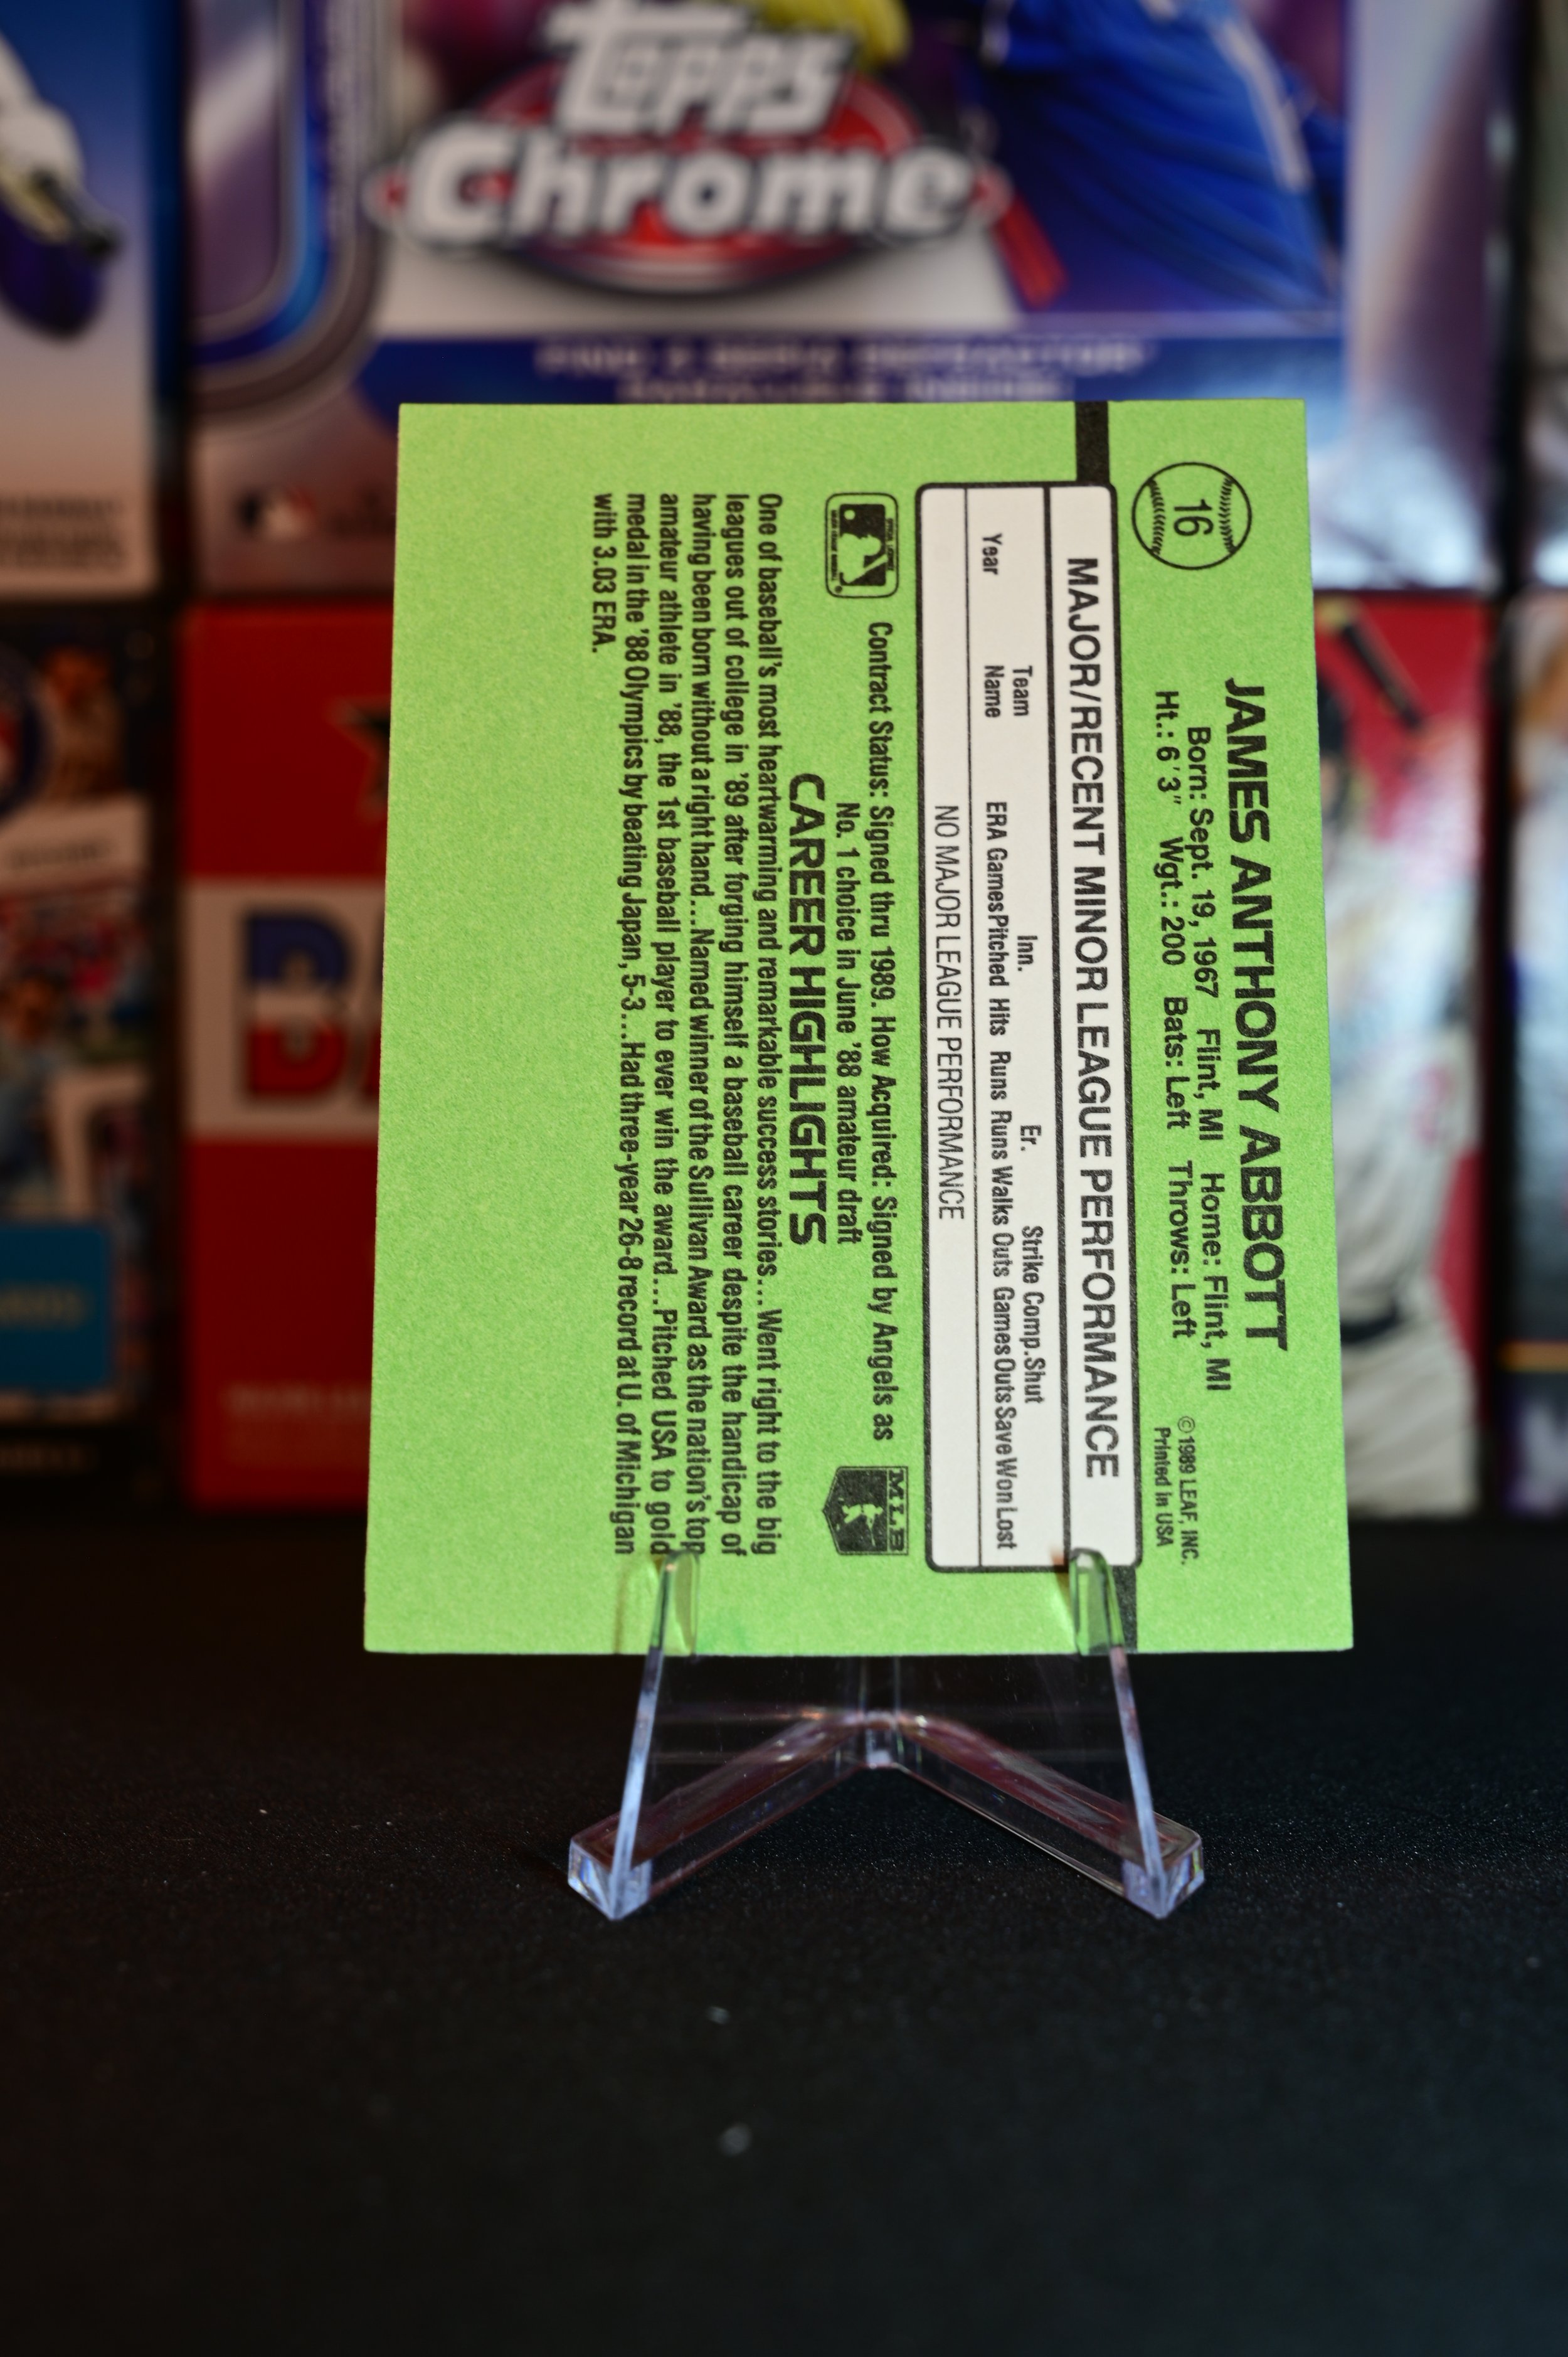 Topps
Chrome
16
JAMES ANTHONY ABBOTT
Born: Sept. 19, 1967 Flint, MI Home: Flint, MI
Ht.: 6'3" Wgt.: 200 Bats: Left Throws: Left
© 1989 LEAF, INC.
Printed in USA
MAJOR/RECENT MINOR LEAGUE PERFORMANCE
Team Inn. Er. Strike Comp. Shut
Year Name ERA Games Pitched Hits Runs Runs Walks Outs Games Outs Save Won Lost
NO MAJOR LEAGUE PERFORMANCE
Contract Status: Signed thru 1989. How Acquired: Signed by Angels as
No. 1 choice in June '88 amateur draft
MLB
CAREER HIGHLIGHTS
One of baseball's most heartwarming and remarkable success stories...Went right to the big
leagues out of college in '89 after forging himself a baseball career despite the handicap of
having been born without a right hand...Named winner of the Sullivan Award as the nation's top
amateur athlete in '88, the 1st baseball player to ever win the award...Pitched USA to gold
medal in the '88 Olympics by beating Japan, 5-3...Had three-year 26-8 record at U. of Michigan
with 3.03 ERA.